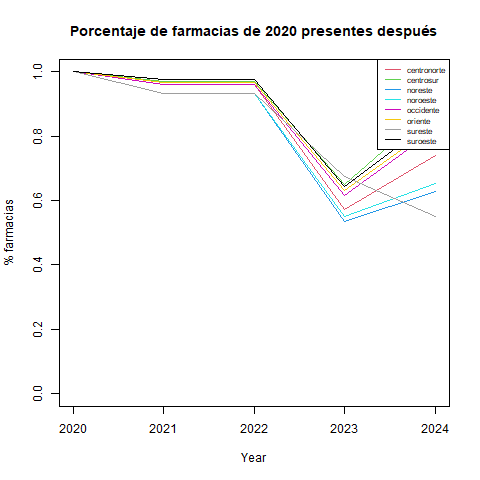 Porcentaje de farmacias de 2020 presentes después
centronorte
centrosur
noreste
noroeste
occidente
oriente
sureste
suroeste
% farmacias
1.0
0.8
0.6
0.4
0.2
0.0
2020 2021 2022 2023 2024
Year